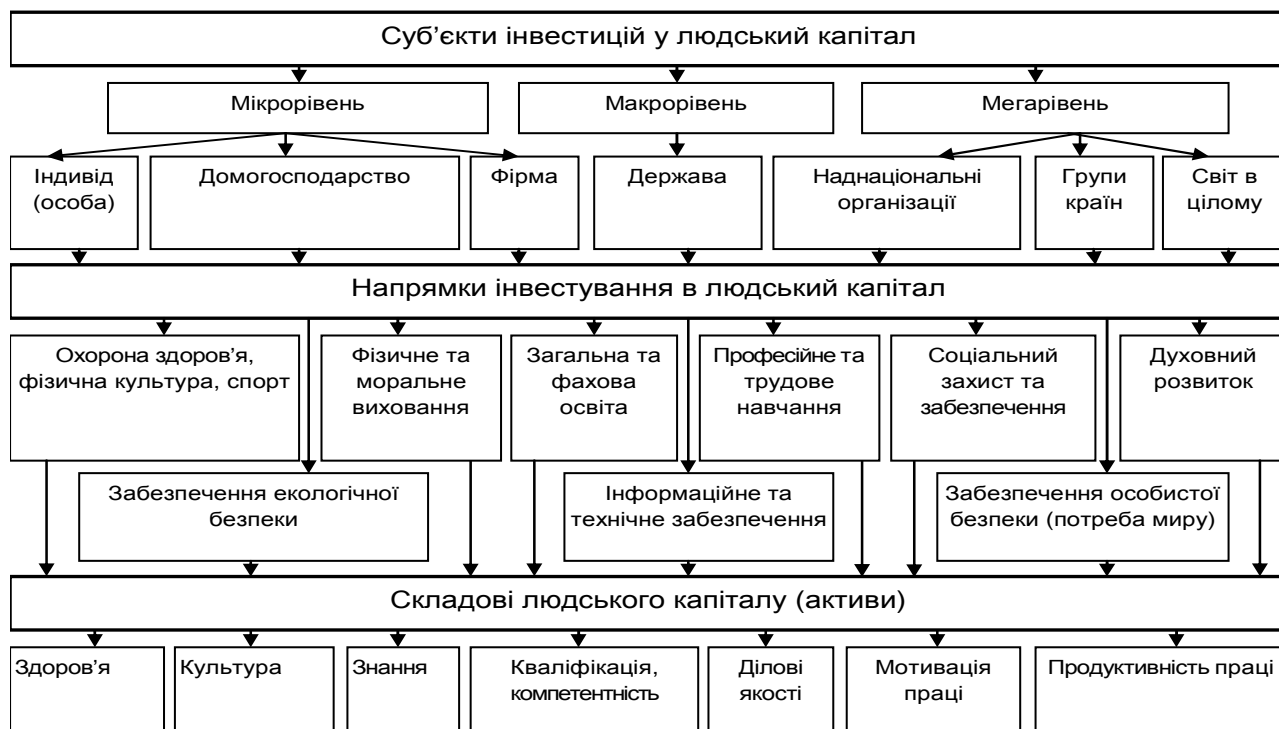 Суб’єкти інвестицій у людський капітал
Мікрорівень
Макрорівень
Мегарівень
Індивід
(особа)
Домогосподарство
Фірма
Держава
Наднаціональні
організації
Групи
країн
Світ в
цілому
Напрямки інвестування в людський капітал
Охорона здоров’я,
фізична культура, спорт
Фізичне та
моральне
виховання
Загальна та
фахова
освіта
Професійне та
трудове
навчання
Соціальний
захист та
забезпечення
Духовний
розвиток
Забезпечення екологічної
безпеки
Інформаційне та
технічне забезпечення
Забезпечення особистої
безпеки (потреба миру)
Складові людського капіталу (активи)
Здоров’я
Культура
Знання
Кваліфікація,
компетентність
Ділові
якості
Мотивація
праці
Продуктивність праці